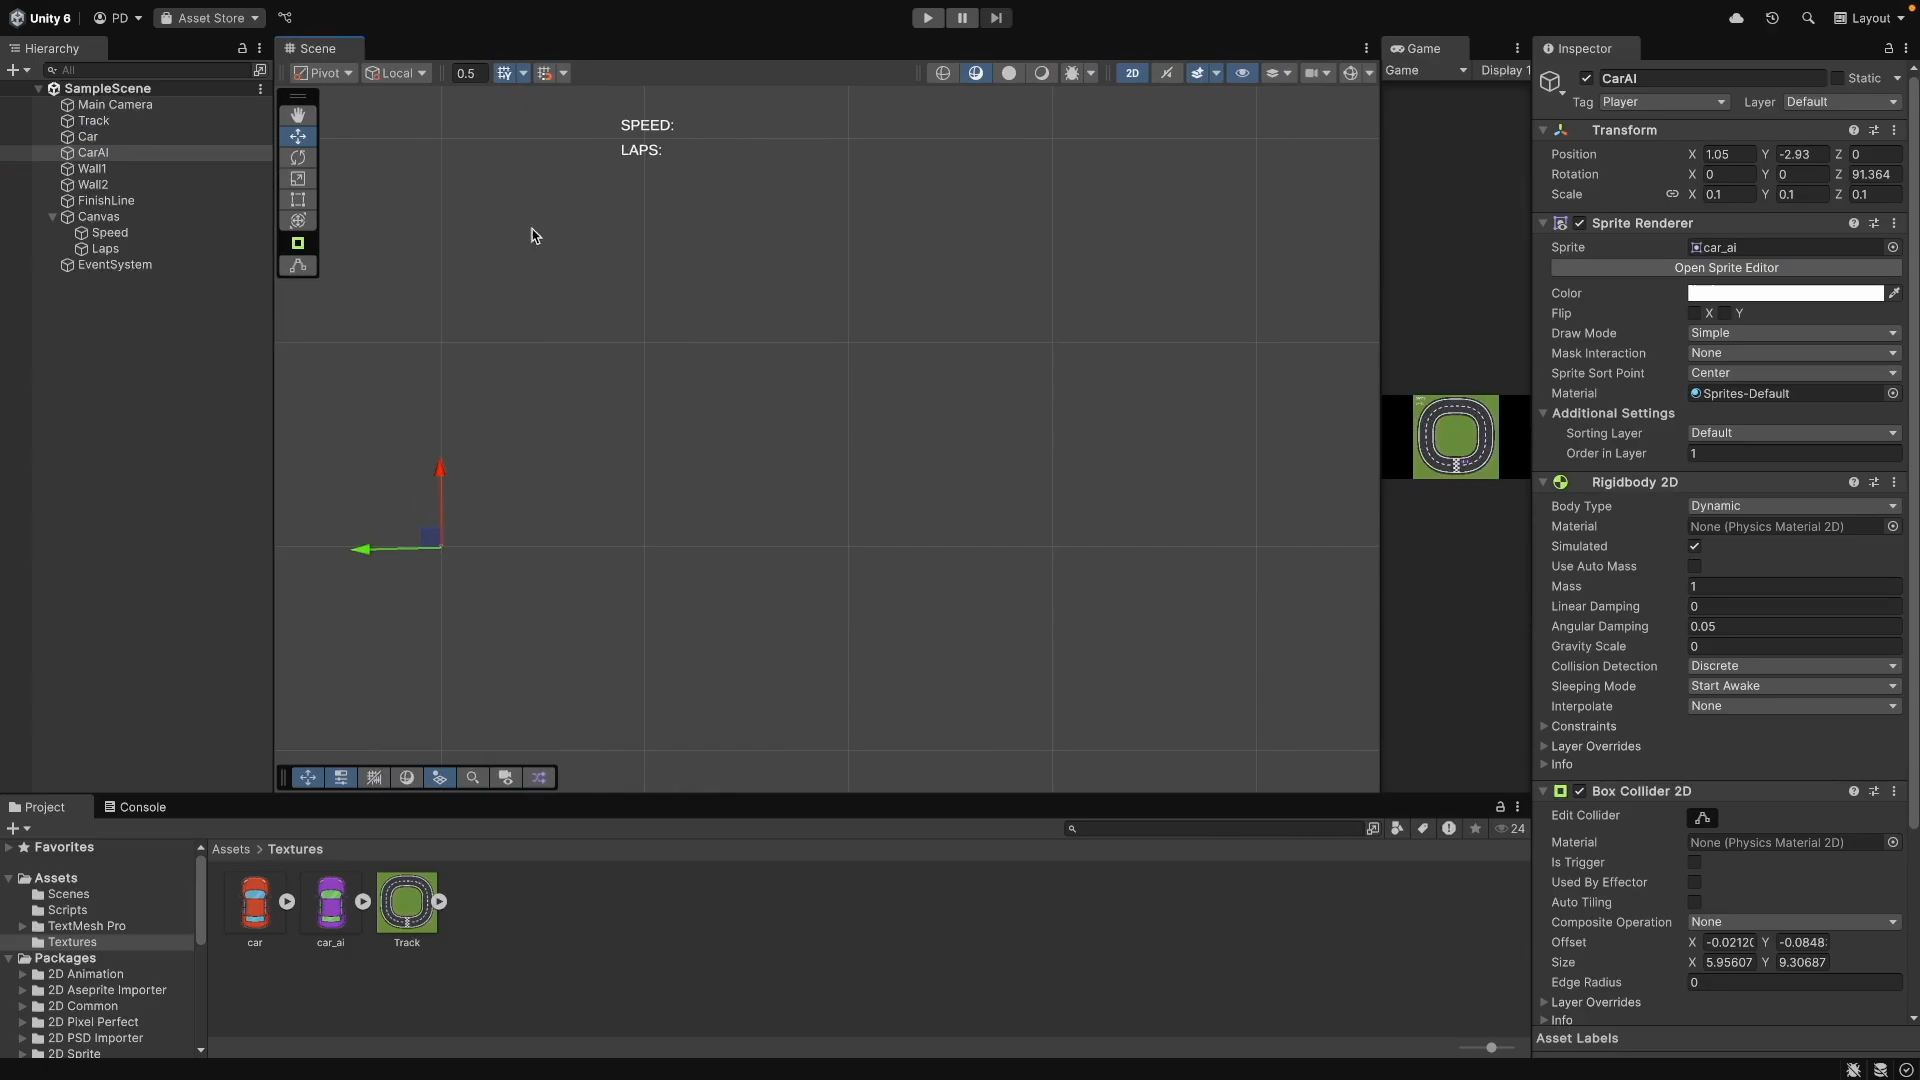 Unity 6
PD
Asset Store
Layout
Hierarchy
All
SampleScene
Main Camera
Track
Car
CarAI
Wall1
Wall2
FinishLine
Canvas
Speed
Laps
EventSystem
Scene
Pivot
Local
0.5
2D
SPEED:
LAPS:
Game
Game
Display 1
Inspector
CarAI
Static
Tag Player
Layer Default
Transform
Position X 1.05 Y -2.93 Z 0
Rotation X 0 Y 0 Z 91.364
Scale X 0.1 Y 0.1 Z 0.1
Sprite Renderer
Sprite car_ai
Open Sprite Editor
Color
Flip X Y
Draw Mode Simple
Mask Interaction None
Sprite Sort Point Center
Material Sprites-Default
Additional Settings
Sorting Layer Default
Order in Layer 1
Rigidbody 2D
Body Type Dynamic
Material None (Physics Material 2D)
Simulated
Use Auto Mass
Mass 1
Linear Damping 0
Angular Damping 0.05
Gravity Scale 0
Collision Detection Discrete
Sleeping Mode Start Awake
Interpolate None
Constraints
Layer Overrides
Info
Box Collider 2D
Edit Collider
Material None (Physics Material 2D)
Is Trigger
Used By Effector
Auto Tiling
Composite Operation None
Offset X -0.0212 Y -0.0848
Size X 5.95607 Y 9.30687
Edge Radius 0
Layer Overrides
Info
Asset Labels
Project
Console
24
Favorites
Assets
Scenes
Scripts
TextMesh Pro
Textures
Packages
2D Animation
2D Aseprite Importer
2D Common
2D Pixel Perfect
2D PSD Importer
2D Sprite
Assets > Textures
car
car_ai
Track